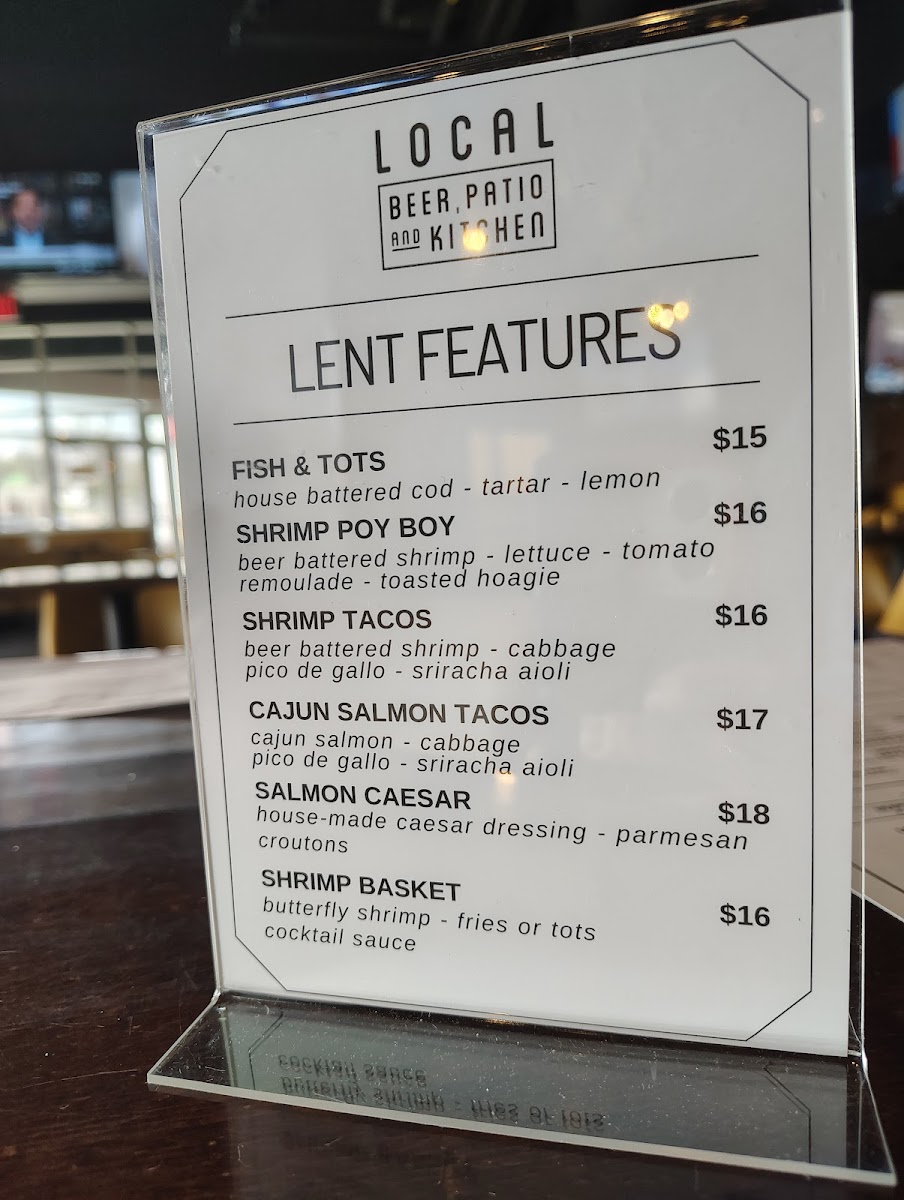 LOCAL
BEER, PATIO
AND KITCHEN
LENT FEATURES
FISH & TOTS $15
house battered cod - tartar - lemon
SHRIMP POY BOY $16
beer battered shrimp - lettuce - tomato
remoulade - toasted hoagie
SHRIMP TACOS $16
beer battered shrimp - cabbage
pico de gallo - sriracha aioli
CAJUN SALMON TACOS $17
cajun salmon - cabbage
pico de gallo - sriracha aioli
SALMON CAESAR $18
house-made caesar dressing - parmesan
croutons
SHRIMP BASKET $16
butterfly shrimp - fries or tots
cocktail sauce